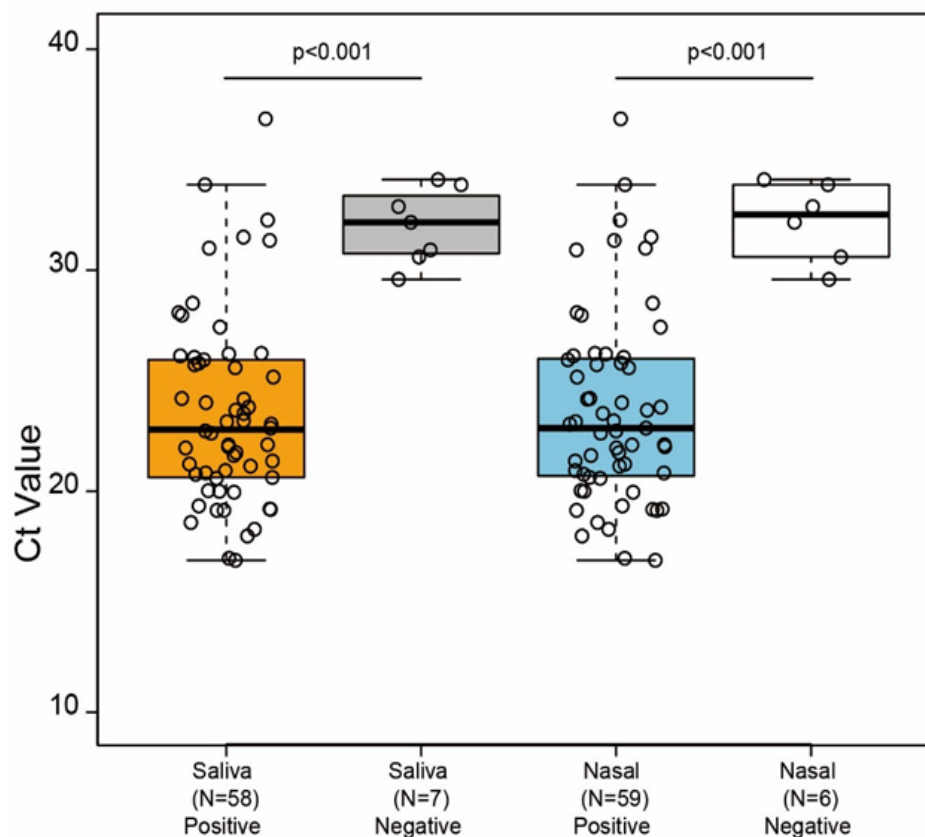 40
p<0.001
p<0.001
30
20
10
Ct Value
Saliva
(N=58)
Positive
Saliva
(N=7)
Negative
Nasal
(N=59)
Positive
Nasal
(N=6)
Negative